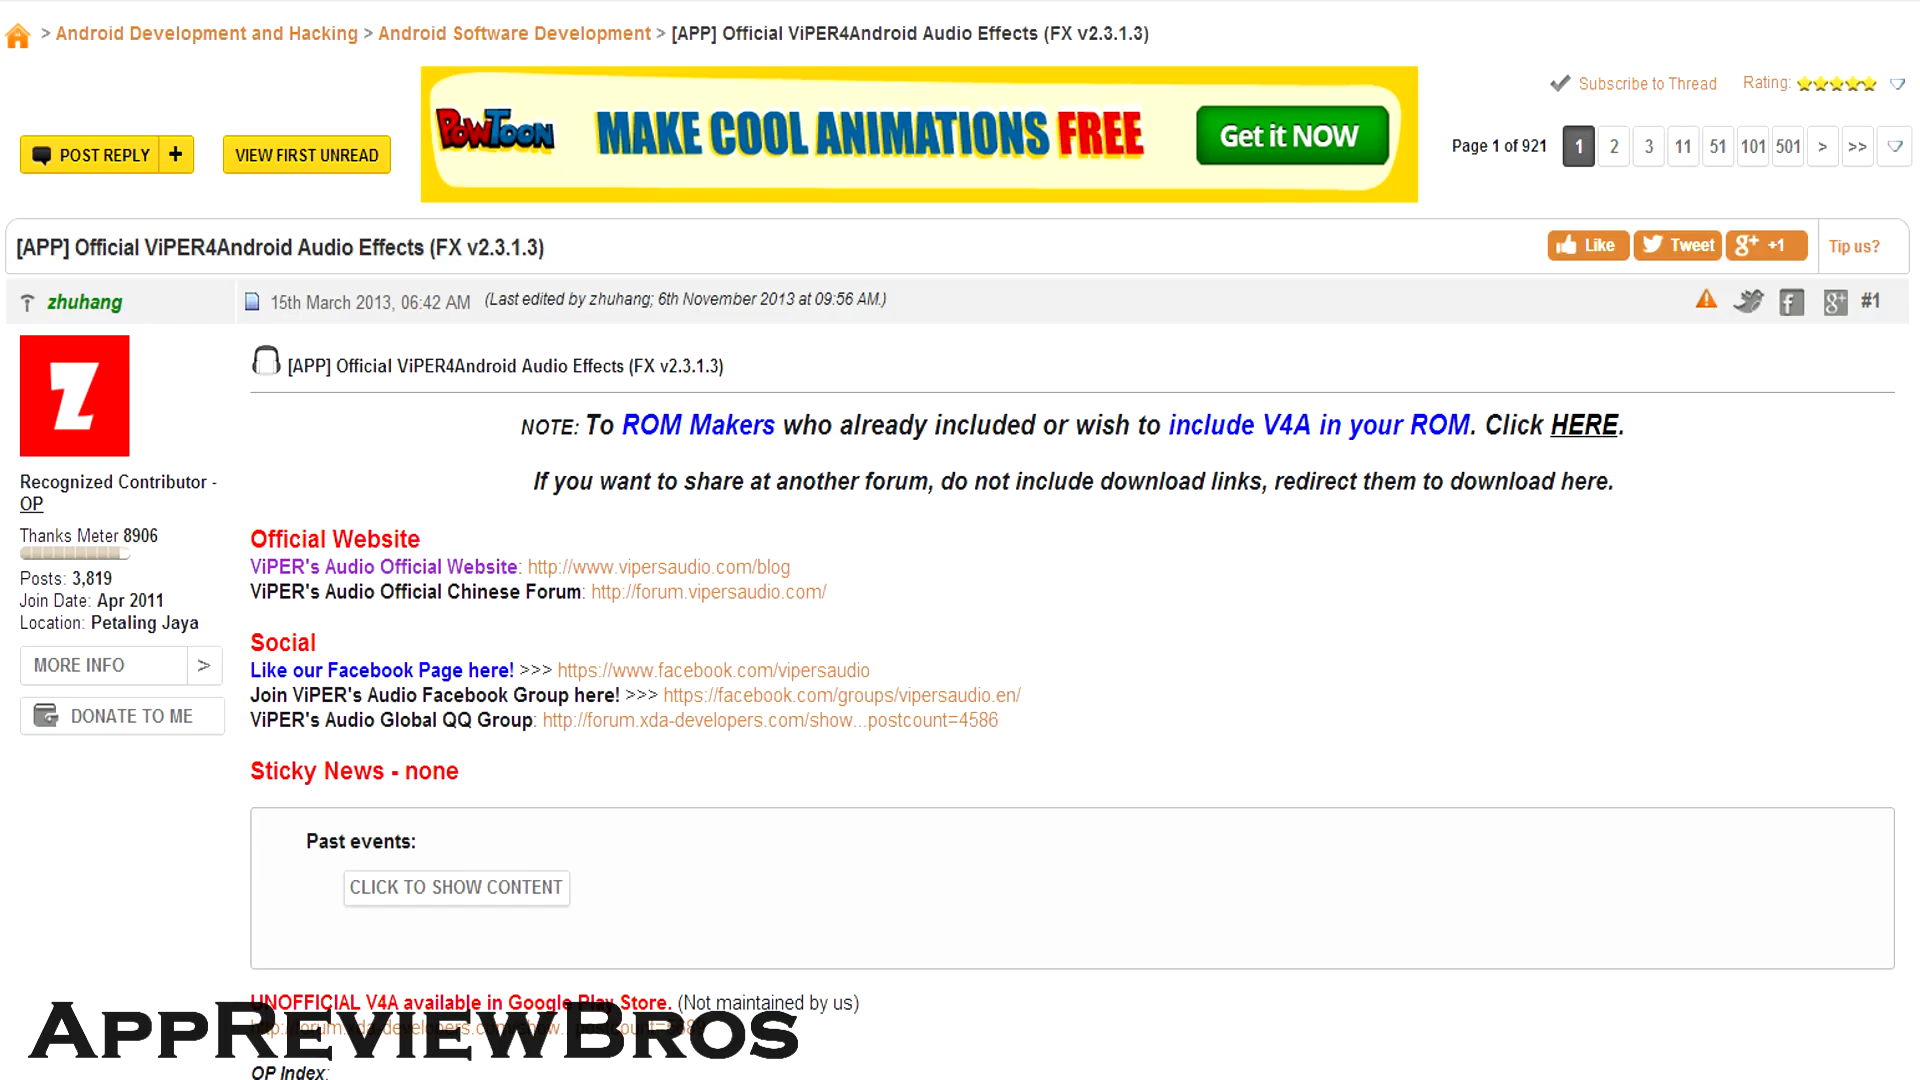 > Android Development and Hacking > Android Software Development > [APP] Official ViPER4Android Audio Effects (FX v2.3.1.3)
Subscribe to Thread Rating:
POST REPLY + VIEW FIRST UNREAD
POWTOON MAKE COOL ANIMATIONS FREE Get it NOW
Page 1 of 921 1 2 3 11 51 101 501 > >>
[APP] Official ViPER4Android Audio Effects (FX v2.3.1.3)
Like Tweet g+ +1 Tip us?
zhuhang 15th March 2013, 06:42 AM (Last edited by zhuhang; 6th November 2013 at 09:56 AM.) #1
Z
Recognized Contributor -
OP
Thanks Meter 8906
Posts: 3,819
Join Date: Apr 2011
Location: Petaling Jaya
MORE INFO >
DONATE TO ME
[APP] Official ViPER4Android Audio Effects (FX v2.3.1.3)
NOTE: To ROM Makers who already included or wish to include V4A in your ROM. Click HERE.
If you want to share at another forum, do not include download links, redirect them to download here.
Official Website
ViPER's Audio Official Website: http://www.vipersaudio.com/blog
ViPER's Audio Official Chinese Forum: http://forum.vipersaudio.com/
Social
Like our Facebook Page here! >>> https://www.facebook.com/vipersaudio
Join ViPER's Audio Facebook Group here! >>> https://facebook.com/groups/vipersaudio.en/
ViPER's Audio Global QQ Group: http://forum.xda-developers.com/show...postcount=4586
Sticky News - none
Past events:
CLICK TO SHOW CONTENT
UNOFFICIAL V4A available in Google Play Store. (Not maintained by us)
AppReviewBros
OP Index: